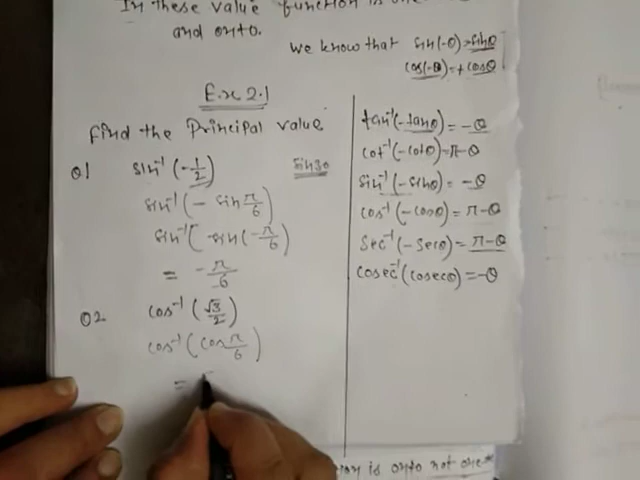 In these value function is one
and onto.
we know that sin(-θ)=sinθ
cos(-θ)=+cosθ
Ex 2.1
Find the Principal value
Q1 sin⁻¹(-1/2) sin30
sin⁻¹(- sin π/6)
sin⁻¹( -sin(-π/6)
= -π/6
Q2 cos⁻¹(√3/2)
cos⁻¹(cos π/6)
=
tan⁻¹(-tanθ)= -θ
cot⁻¹(-cotθ)=π-θ
sin⁻¹(-sinθ)= -θ
cos⁻¹(-cosθ)= π-θ
sec⁻¹(-secθ)= π-θ
cosec⁻¹(cosecθ)=-θ
is onto not one